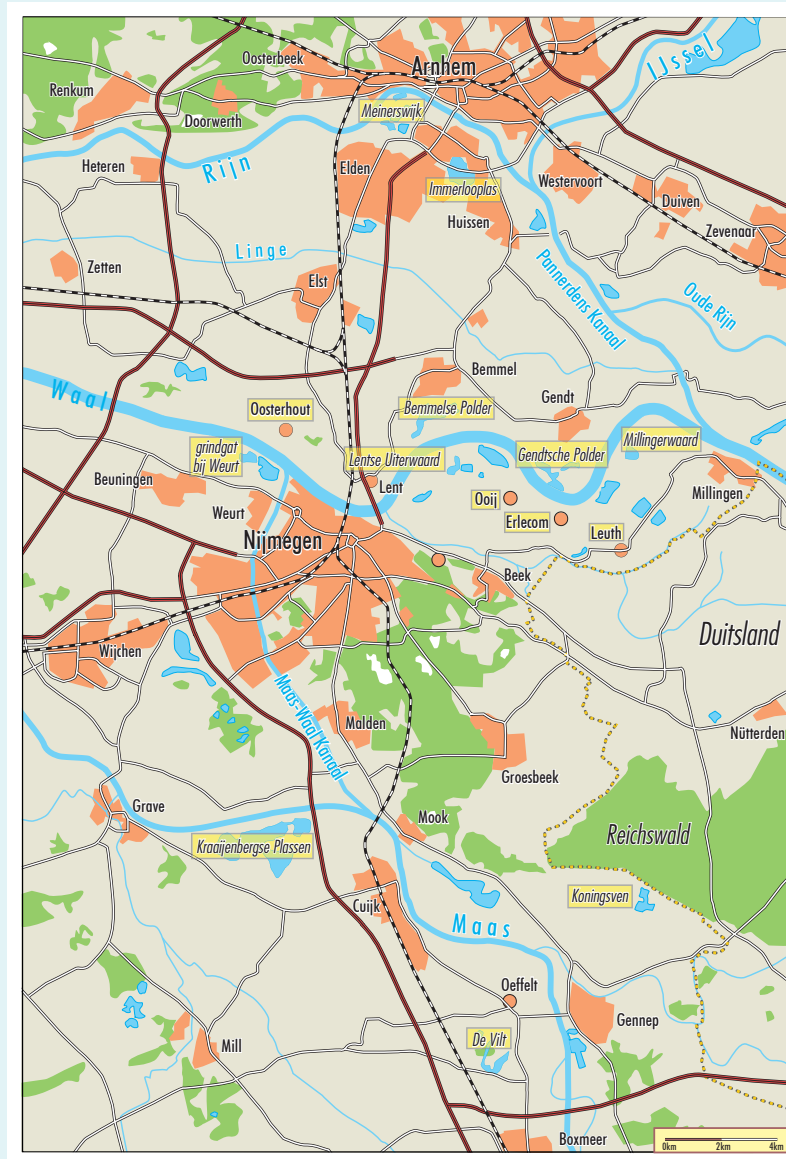 IJssel
Oosterbeek
Arnhem
Renkum
Meinerswijk
Doorwerth
Heteren
Rijn
Elden
Immerlooplas
Westervoort
Duiven
Huissen
Zevenaar
Linge
Zetten
Elst
Pannerdens Kanaal
Oude Rijn
Bemmel
Waal
Gendt
Oosterhout
Bemmelse Polder
grindgat
bij Weurt
Lentse Uiterwaard
Gendtsche Polder
Millingerwaard
Beuningen
Lent
Ooij
Millingen
Weurt
Erlecom
Leuth
Nijmegen
Beek
Duitsland
Wijchen
Maas-Waal Kanaal
Malden
Nütterden
Groesbeek
Grave
Mook
Reichswald
Kraaijenbergse Plassen
Koningsven
Cuijk
Maas
Oeffelt
Gennep
Mill
De Vilt
Boxmeer
0km 2km 4km